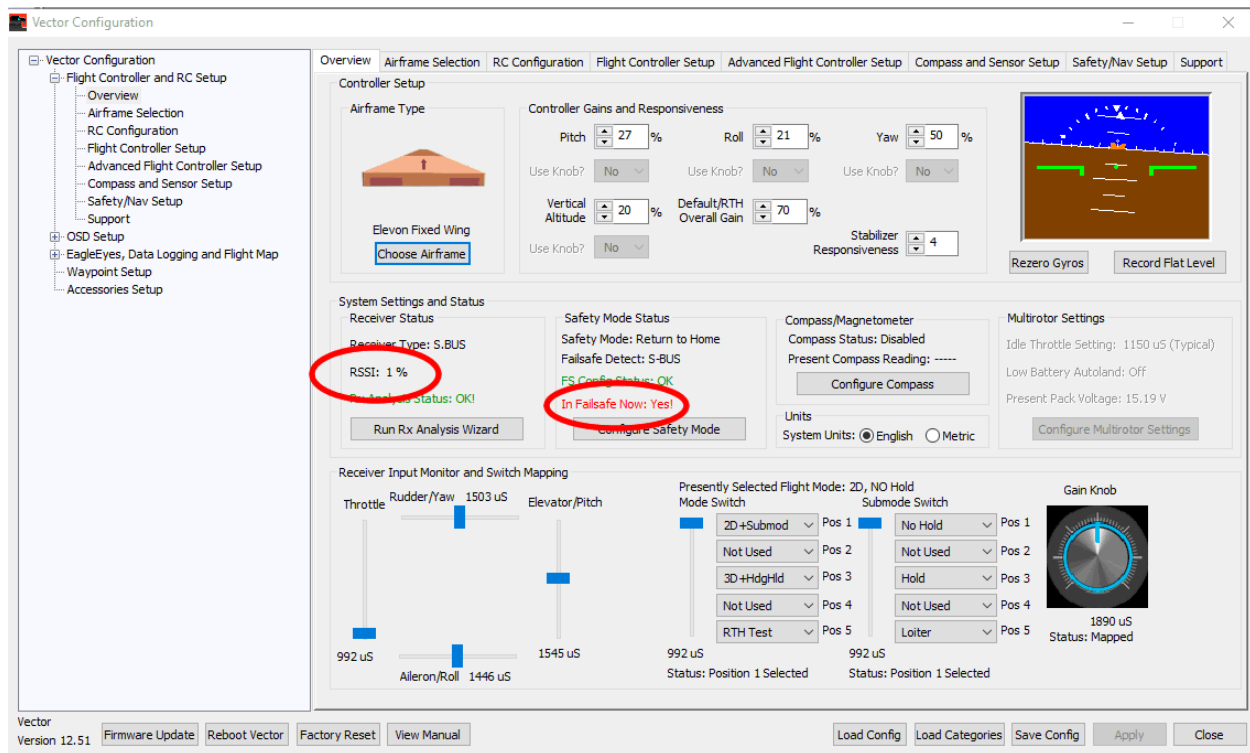 Vector Configuration
Vector Configuration
Flight Controller and RC Setup
Overview
Airframe Selection
RC Configuration
Flight Controller Setup
Advanced Flight Controller Setup
Compass and Sensor Setup
Safety/Nav Setup
Support
OSD Setup
EagleEyes, Data Logging and Flight Map
Waypoint Setup
Accessories Setup
Overview Airframe Selection RC Configuration Flight Controller Setup Advanced Flight Controller Setup Compass and Sensor Setup Safety/Nav Setup Support
Controller Setup
Airframe Type
Elevon Fixed Wing
Choose Airframe
Controller Gains and Responsiveness
Pitch 27 % Roll 21 % Yaw 50 %
Use Knob? No Use Knob? No Use Knob? No
Vertical Altitude 20 % Default/RTH Overall Gain 70 %
Use Knob? No Stabilizer Responsiveness 4
Rezero Gyros Record Flat Level
System Settings and Status
Receiver Status
Receiver Type: S.BUS
RSSI: 1 %
Rx Analysis Status: OK!
Run Rx Analysis Wizard
Safety Mode Status
Safety Mode: Return to Home
Failsafe Detect: S-BUS
FS Config Status: OK
In Failsafe Now: Yes!
Configure Safety Mode
Compass/Magnetometer
Compass Status: Disabled
Present Compass Reading: -----
Configure Compass
Units
System Units: English Metric
Multirotor Settings
Idle Throttle Setting: 1150 uS (Typical)
Low Battery Autoland: Off
Present Pack Voltage: 15.19 V
Configure Multirotor Settings
Receiver Input Monitor and Switch Mapping
Throttle
992 uS
Rudder/Yaw 1503 uS
Aileron/Roll 1446 uS
Elevator/Pitch
1545 uS
Presently Selected Flight Mode: 2D, NO Hold
Mode Switch
2D+Submod Pos 1
Not Used Pos 2
3D+HdgHld Pos 3
Not Used Pos 4
RTH Test Pos 5
992 uS
Status: Position 1 Selected
Submode Switch
No Hold Pos 1
Not Used Pos 2
Hold Pos 3
Not Used Pos 4
Loiter Pos 5
992 uS
Status: Position 1 Selected
Gain Knob
1890 uS
Status: Mapped
Vector
Version 12.51
Firmware Update Reboot Vector Factory Reset View Manual Load Config Load Categories Save Config Apply Close